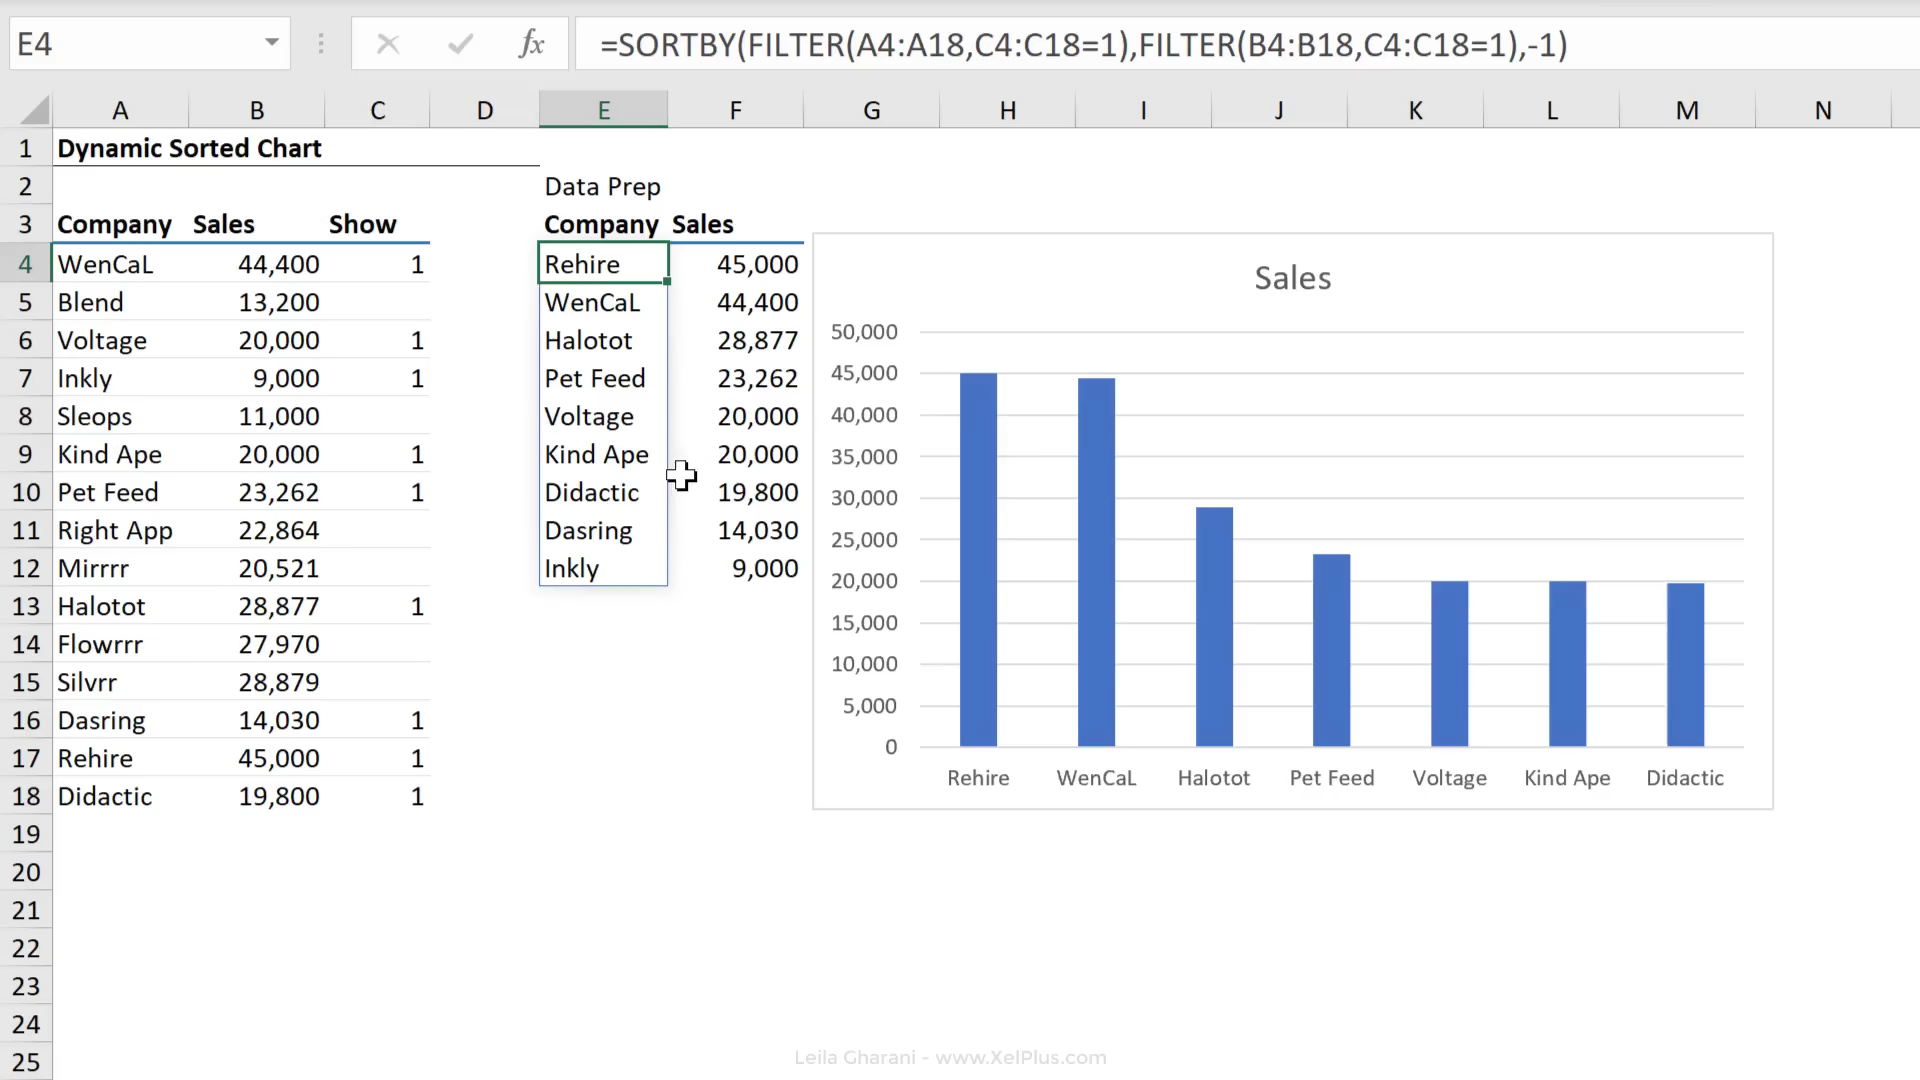 E4 fx =SORTBY(FILTER(A4:A18,C4:C18=1),FILTER(B4:B18,C4:C18=1),-1)
A B C D E F G H I J K L M N
1 Dynamic Sorted Chart
2 Data Prep
3 Company Sales Show Company Sales
4 WenCaL 44,400 1 Rehire 45,000
5 Blend 13,200 WenCaL 44,400
6 Voltage 20,000 1 Halotot 28,877
7 Inkly 9,000 1 Pet Feed 23,262
8 Sleops 11,000 Voltage 20,000
9 Kind Ape 20,000 1 Kind Ape 20,000
10 Pet Feed 23,262 1 Didactic 19,800
11 Right App 22,864 Dasring 14,030
12 Mirrrr 20,521 Inkly 9,000
13 Halotot 28,877 1
14 Flowrrr 27,970
15 Silvrr 28,879
16 Dasring 14,030 1
17 Rehire 45,000 1
18 Didactic 19,800 1
19
20
21
22
23
24
25
Sales
50,000
45,000
40,000
35,000
30,000
25,000
20,000
15,000
10,000
5,000
0
Rehire WenCaL Halotot Pet Feed Voltage Kind Ape Didactic
Leila Gharani - www.XelPlus.com